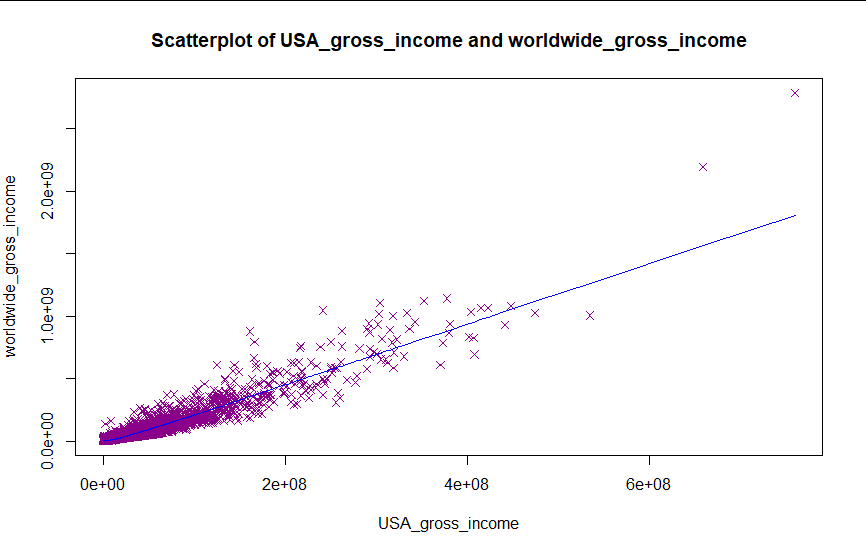 Scatterplot of USA_gross_income and worldwide_gross_income
worldwide_gross_income
2.0e+09
1.0e+09
0.0e+00
0e+00
2e+08
4e+08
6e+08
USA_gross_income